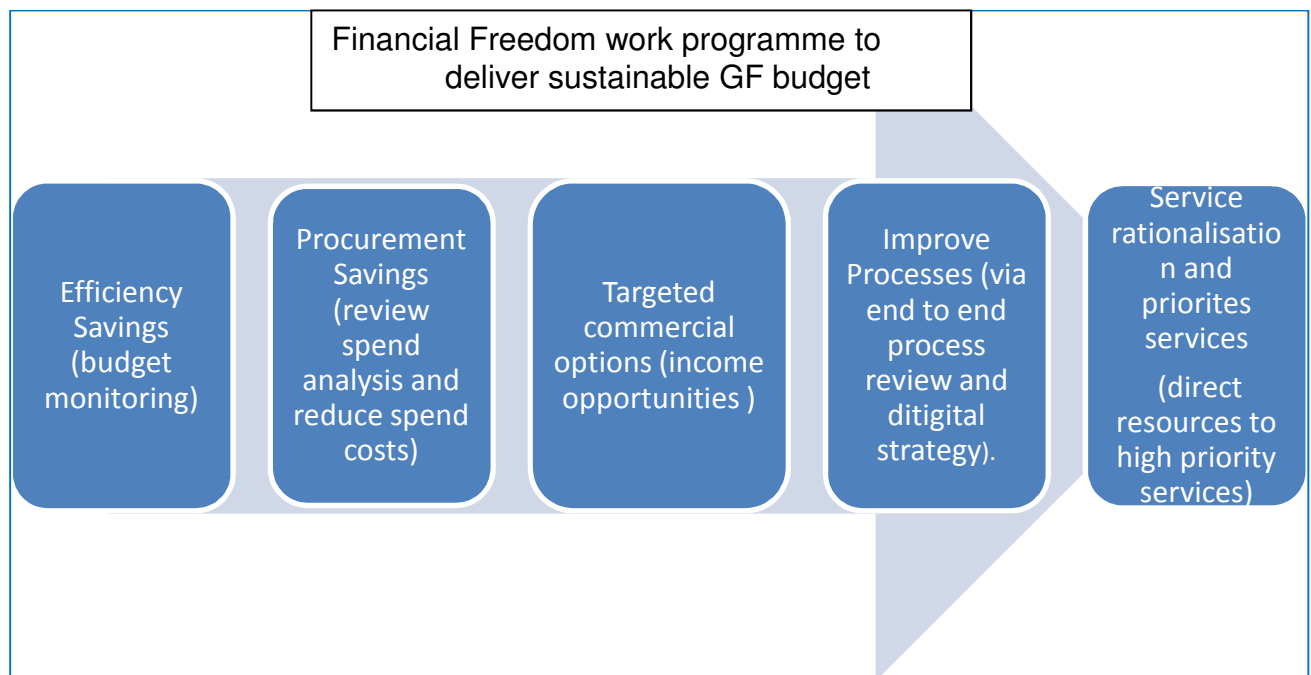 Financial Freedom work programme to
deliver sustainable GF budget
Efficiency
Savings
(budget
monitoring)
Procurement
Savings
(review
spend
analysis and
reduce spend
costs)
Targeted
commercial
options (income
opportunities )
Improve
Processes (via
end to end
process
review and
ditigital
strategy).
Service
rationalisatio
n and
priorites
services
(direct
resources to
high priority
services)